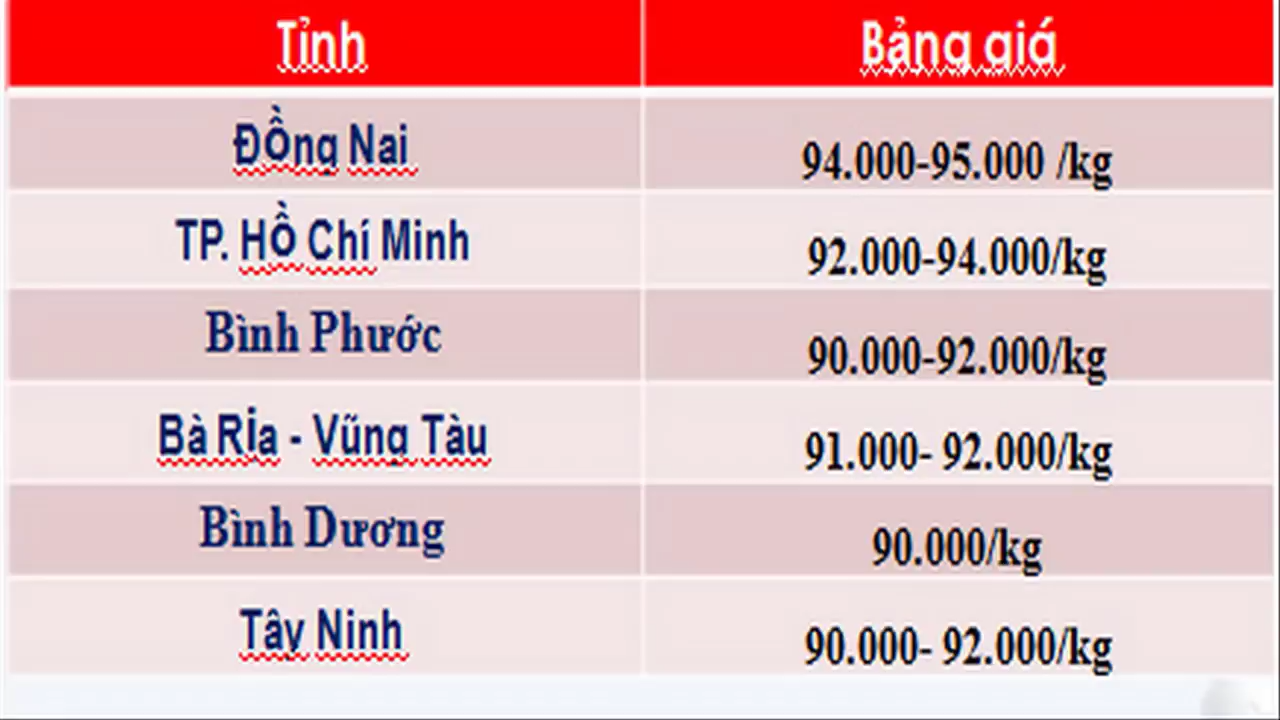 Tỉnh Bảng giá
Đồng Nai 94.000-95.000 /kg
TP. Hồ Chí Minh 92.000-94.000/kg
Bình Phước 90.000-92.000/kg
Bà Rịa - Vũng Tàu 91.000- 92.000/kg
Bình Dương 90.000/kg
Tây Ninh 90.000- 92.000/kg